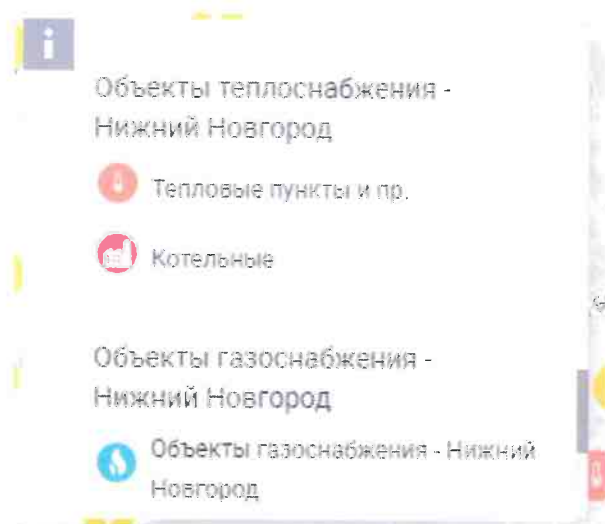 Объекты теплоснабжения -
Нижний Новгород
Тепловые пункты и пр.
Котельные
Объекты газоснабжения -
Нижний Новгород
Объекты газоснабжения - Нижний
Новгород